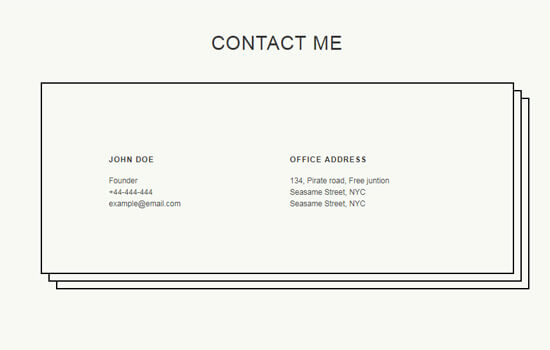 CONTACT ME
JOHN DOE
Founder
+44-444-444
example@email.com
OFFICE ADDRESS
134, Pirate road, Free juntion
Seasame Street, NYC
Seasame Street, NYC